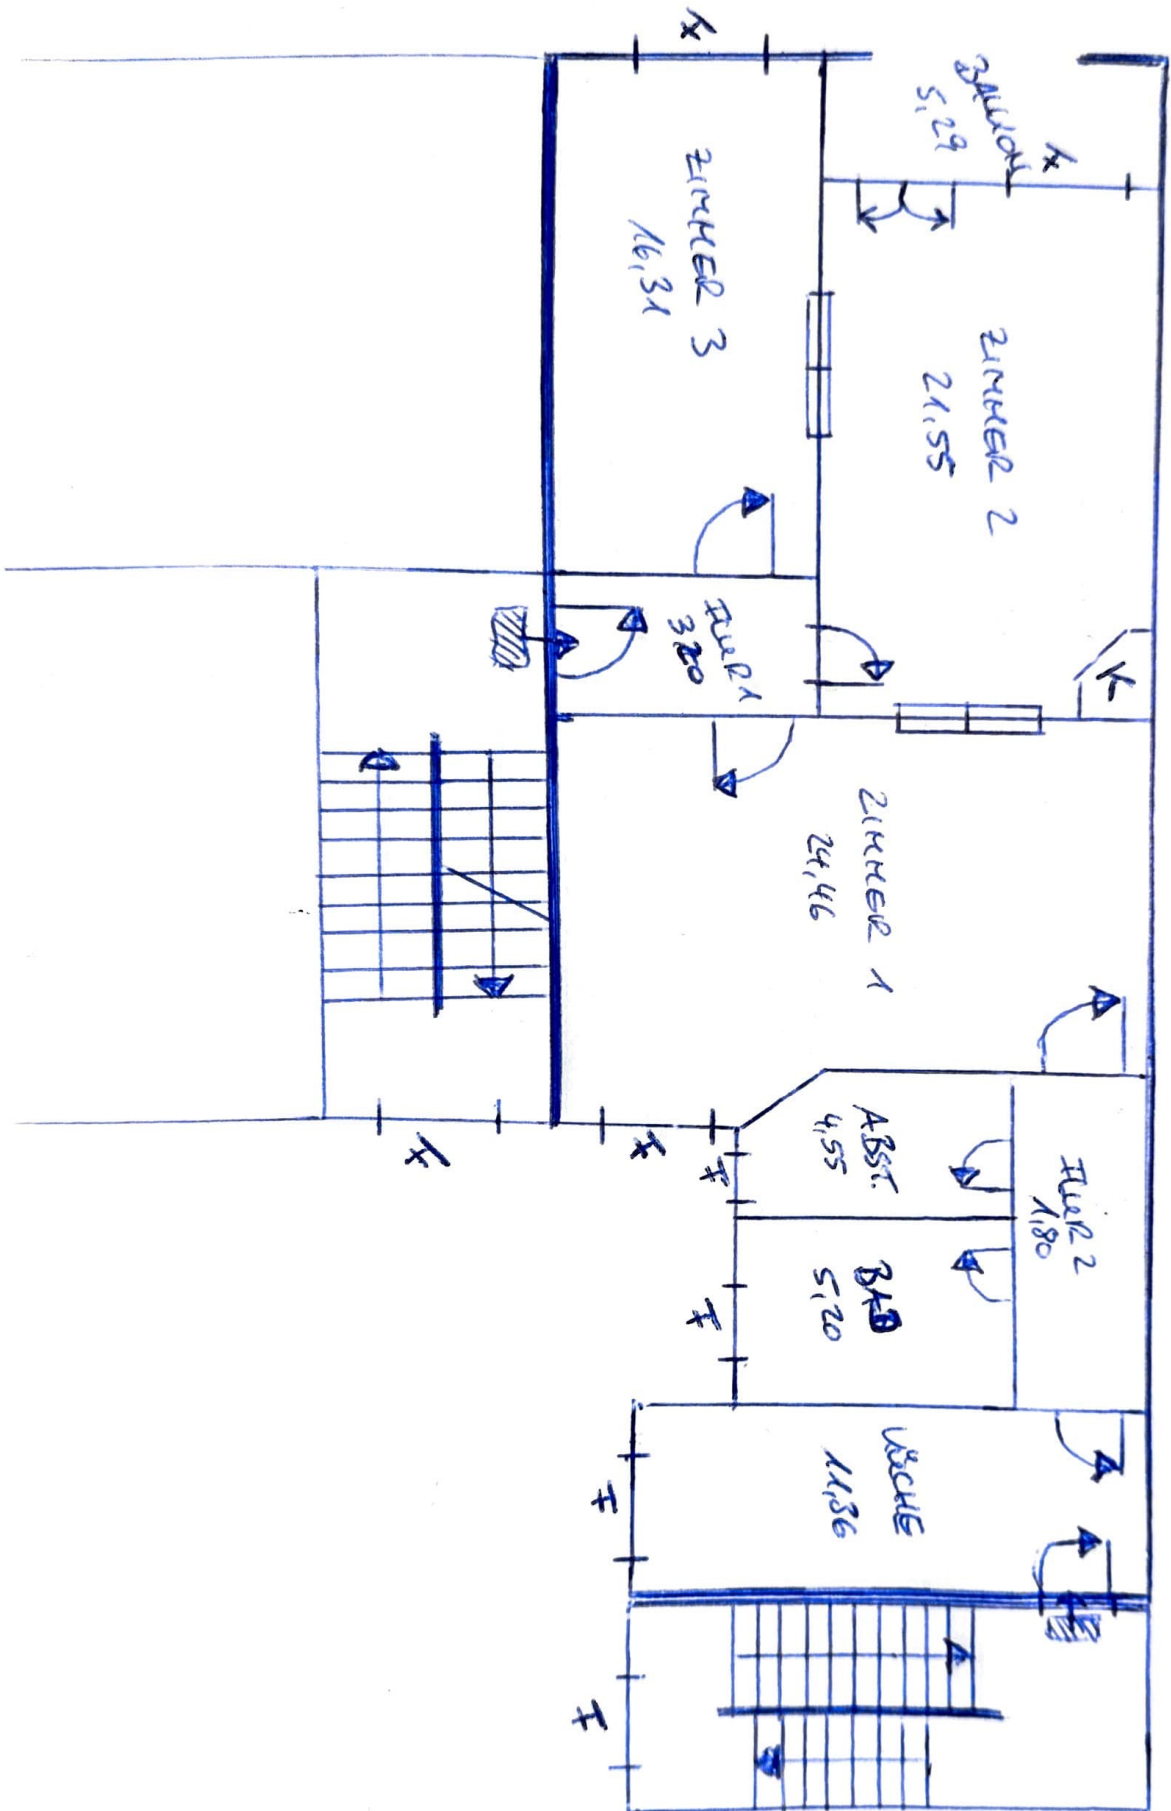 F
BALKON
5,29
F
ZIMMER 3
16,31
ZIMMER 2
21,55
FLUR 1
3,20
K
ZIMMER 1
24,46
F
F
F
ABST.
4,55
FLUR 2
1,80
BAD
5,20
F
KÜCHE
11,36
F
F